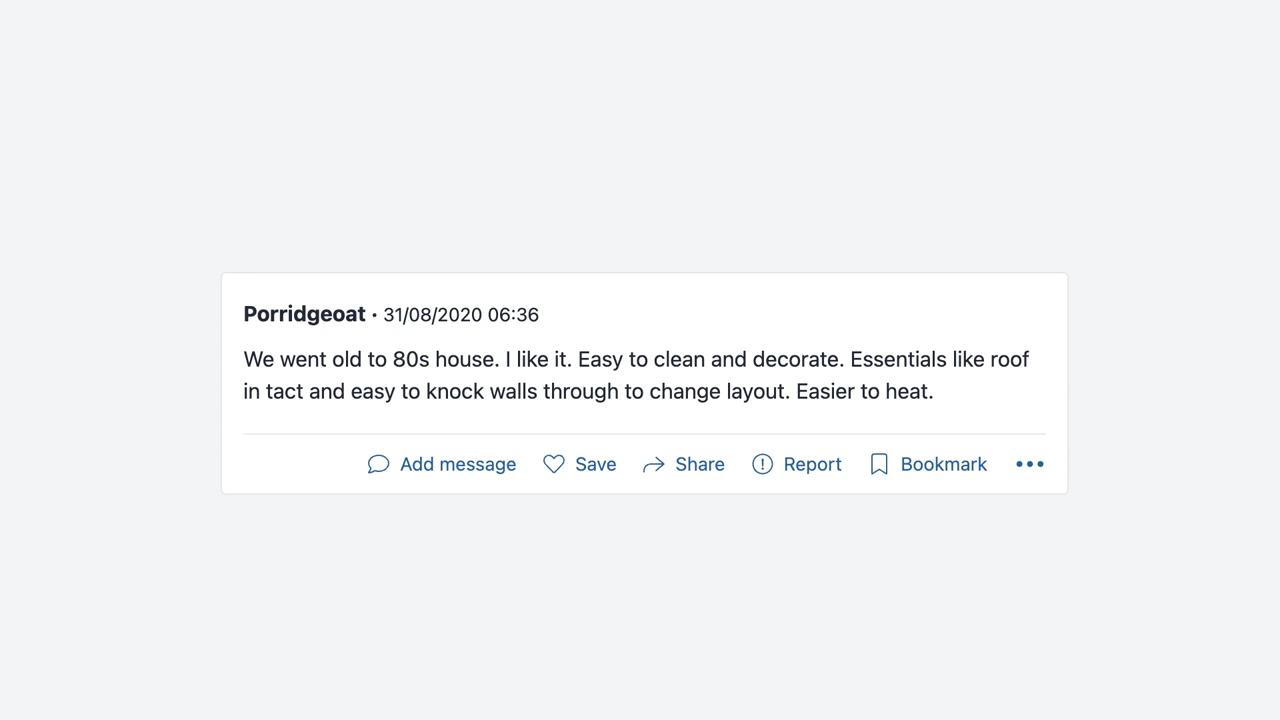 Porridgeoat · 31/08/2020 06:36
We went old to 80s house. I like it. Easy to clean and decorate. Essentials like roof
in tact and easy to knock walls through to change layout. Easier to heat.
Add message Save Share Report Bookmark